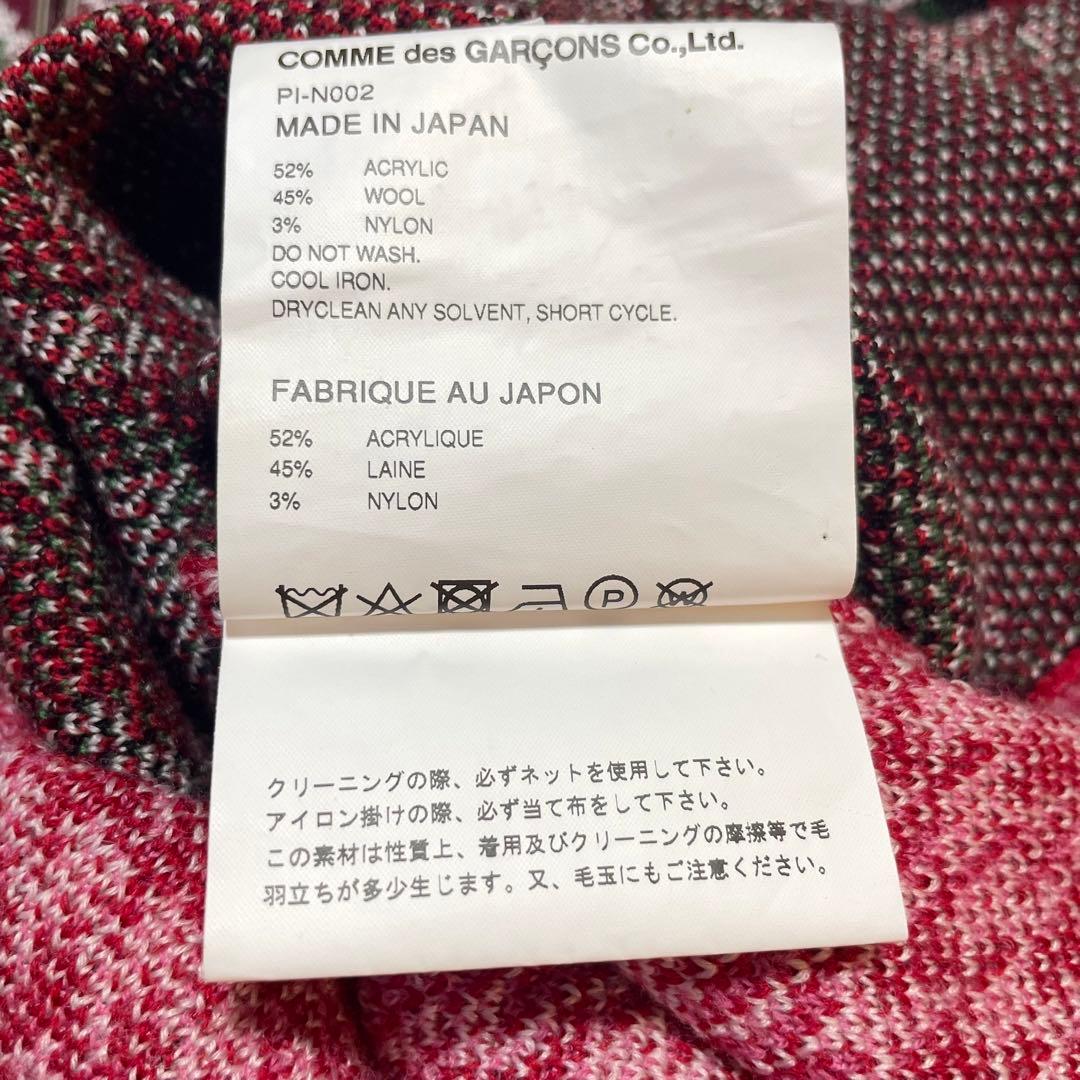 COMME des GARÇONS Co.,Ltd.
PI-N002
MADE IN JAPAN
52% ACRYLIC
45% WOOL
3% NYLON
DO NOT WASH.
COOL IRON.
DRYCLEAN ANY SOLVENT, SHORT CYCLE.
FABRIQUE AU JAPON
52% ACRYLIQUE
45% LAINE
3% NYLON
P
W
クリーニングの際、必ずネットを使用して下さい。
アイロン掛けの際、必ず当て布をして下さい。
この素材は性質上、着用及びクリーニングの摩擦等で毛
羽立ちが多少生じます。又、毛玉にもご注意ください。